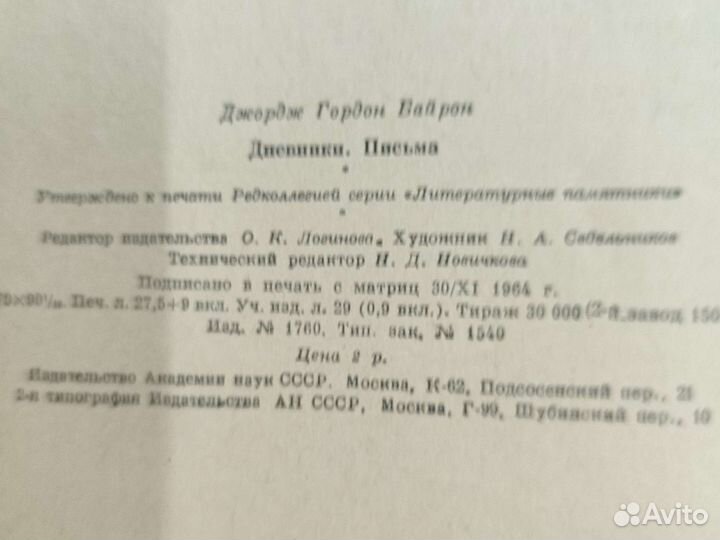 Джордж Гордон Байрон
Дневники. Письма
*
Утверждено к печати Редколлегией серии «Литературные памятники»
*
Редактор издательства О. К. Логинова. Художник Н. А. Седельников
Технический редактор Н. Д. Новичкова
Подписано в печать с матриц 30/XI 1964 г.
Печ. л. 27,5+9 вкл. Уч. изд. л. 29 (0,9 вкл.). Тираж 30 000 (2-й завод 150
Изд. № 1760. Тип. зак. № 1540
Цена 2 р.
Издательство Академии наук СССР. Москва, К-62, Подсосенский пер., 21
2-я типография Издательства АН СССР, Москва, Г-99, Шубинский пер., 10
Avito